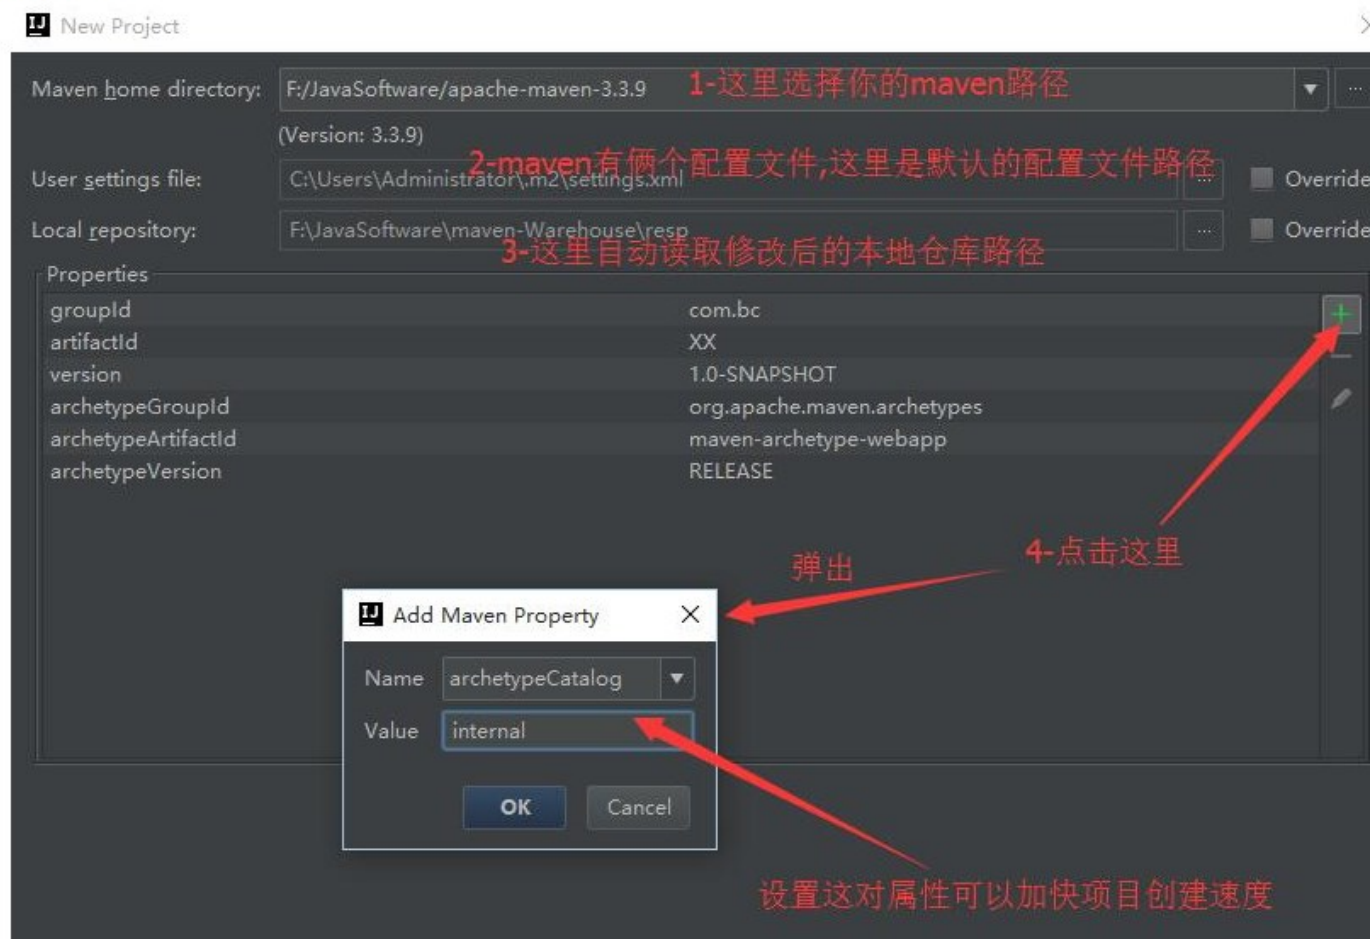 New Project
Maven home directory: F:/JavaSoftware/apache-maven-3.3.9 1-这里选择你的maven路径
(Version: 3.3.9)
2-maven有俩个配置文件,这里是默认的配置文件路径
User settings file: C:\Users\Administrator\.m2\settings.xml Override
Local repository: F:\JavaSoftware\maven-Warehouse\resp Override
3-这里自动读取修改后的本地仓库路径
Properties
groupId com.bc
artifactId XX
version 1.0-SNAPSHOT
archetypeGroupId org.apache.maven.archetypes
archetypeArtifactId maven-archetype-webapp
archetypeVersion RELEASE
4-点击这里
弹出
Add Maven Property
Name archetypeCatalog
Value internal
OK Cancel
设置这对属性可以加快项目创建速度